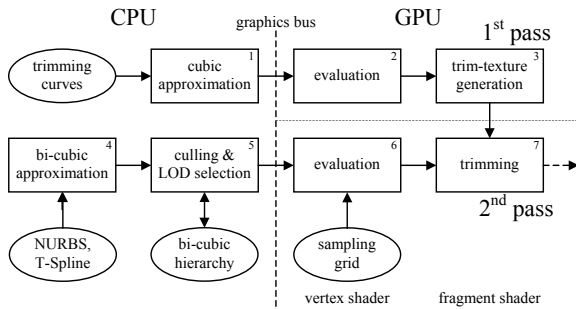 CPU
graphics bus
GPU
1st pass
trimming
curves
1
cubic
approximation
2
evaluation
3
trim-texture
generation
4
bi-cubic
approximation
5
culling &
LOD selection
6
evaluation
7
trimming
2nd pass
NURBS,
T-Spline
bi-cubic
hierarchy
sampling
grid
vertex shader
fragment shader